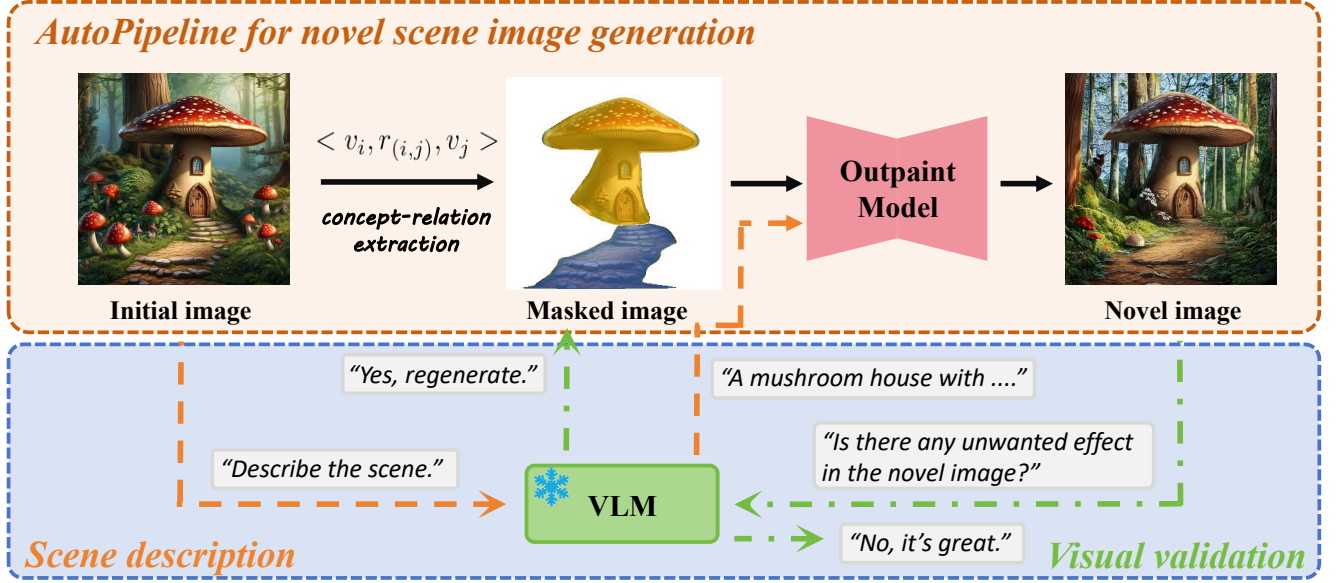 AutoPipeline for novel scene image generation
< v_i, r_(i,j), v_j >
concept-relation
extraction
Outpaint
Model
Initial image
Masked image
Novel image
“Yes, regenerate.”
“A mushroom house with ....”
“Describe the scene.”
“Is there any unwanted effect
in the novel image?”
VLM
“No, it’s great.”
Scene description
Visual validation